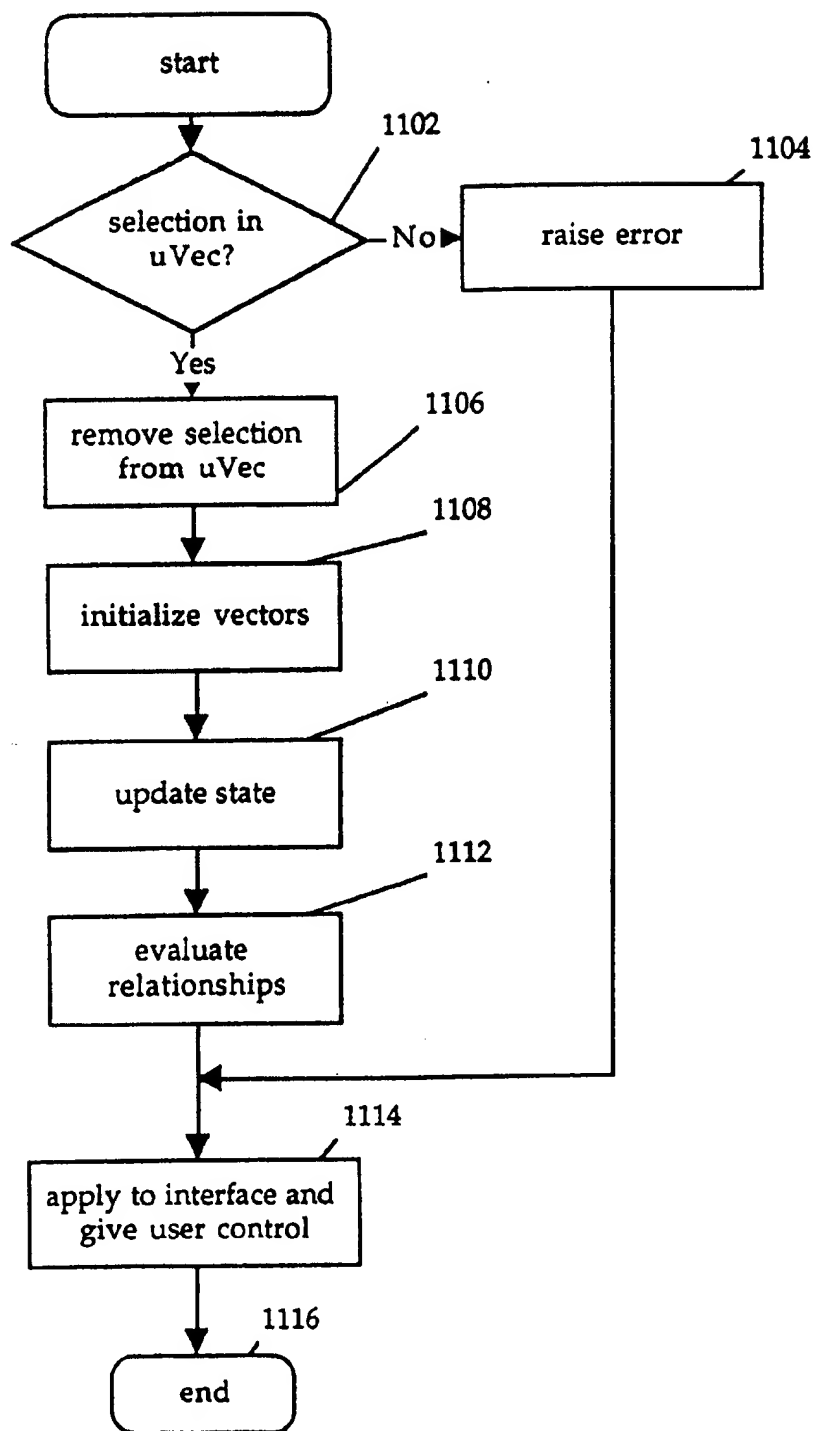 start
1102
1104
selection in
uVec?
No
raise error
Yes
1106
remove selection
from uVec
1108
initialize vectors
1110
update state
1112
evaluate
relationships
1114
apply to interface and
give user control
1116
end